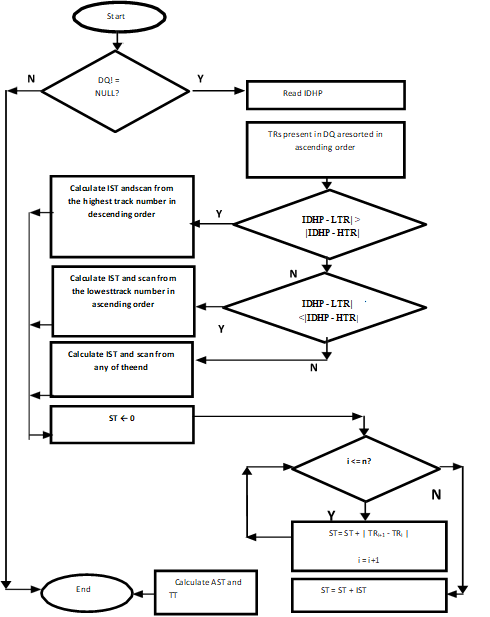 Start
N
DQ! =
NULL?
Y
Read IDHP
TRs present in DQ aresorted in
ascending order
Calculate IST andscan from
the highest track number in
descending order
Y
IDHP - LTR| >
|IDHP - HTR|
N
Calculate IST and scan from
the lowesttrack number in
ascending order
Y
IDHP - LTR|
<|IDHP - HTR|
N
Calculate IST and scan from
any of theend
ST ← 0
i <= n?
N
Y
ST= ST + | TRi+1 - TRi |
i = i+1
ST = ST + IST
Calculate AST and
TT
End